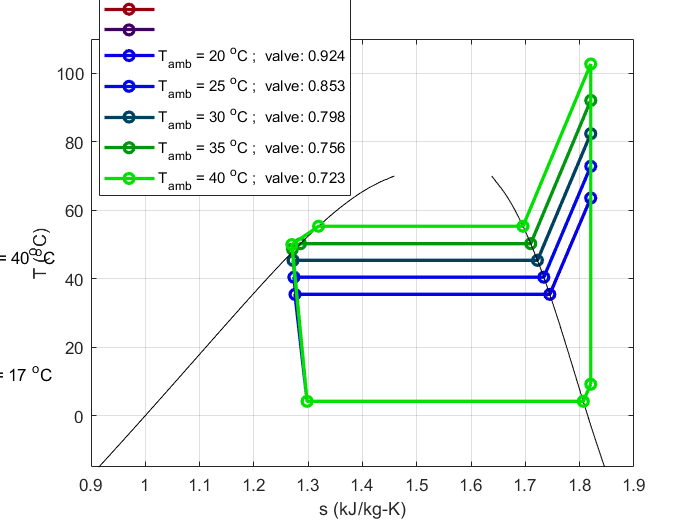 T_amb = 20 °C ; valve: 0.924
T_amb = 25 °C ; valve: 0.853
T_amb = 30 °C ; valve: 0.798
T_amb = 35 °C ; valve: 0.756
T_amb = 40 °C ; valve: 0.723
100
80
60
40
20
0
T (°C)
= 40 °C
= 17 °C
0.9 1 1.1 1.2 1.3 1.4 1.5 1.6 1.7 1.8 1.9
s (kJ/kg-K)